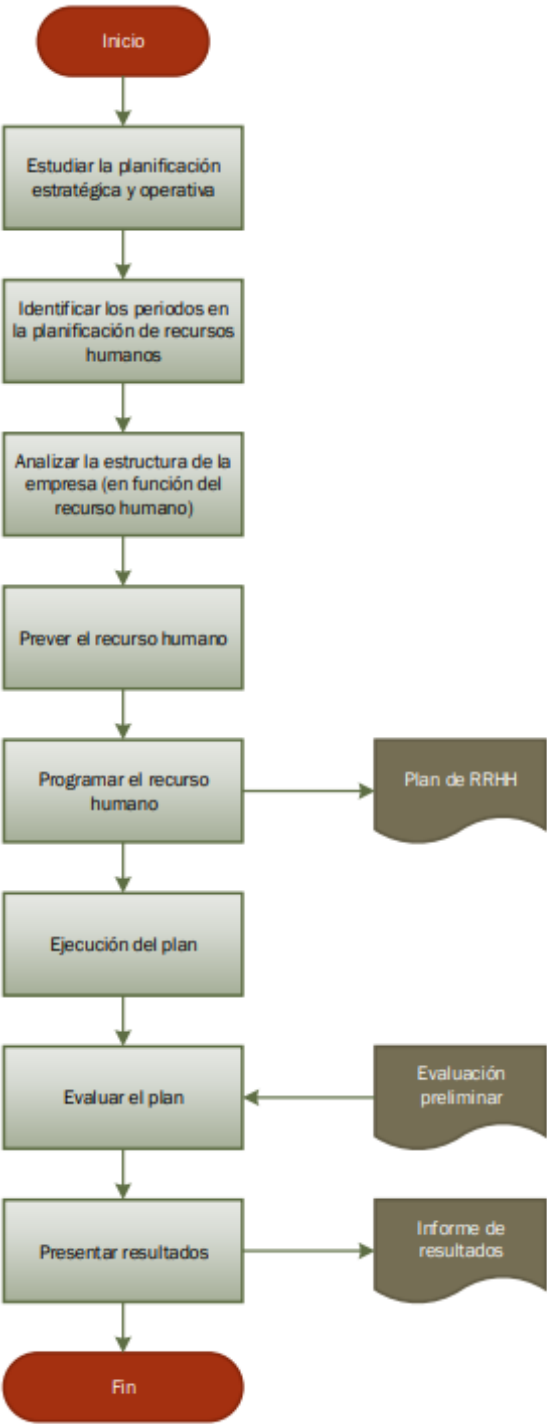 Inicio
Estudiar la planificación
estratégica y operativa
Identificar los periodos en
la planificación de recursos
humanos
Analizar la estructura de la
empresa (en función del
recurso humano)
Prever el recurso humano
Programar el recurso
humano
Plan de RRHH
Ejecución del plan
Evaluar el plan
Evaluación
preliminar
Presentar resultados
Informe de
resultados
Fin